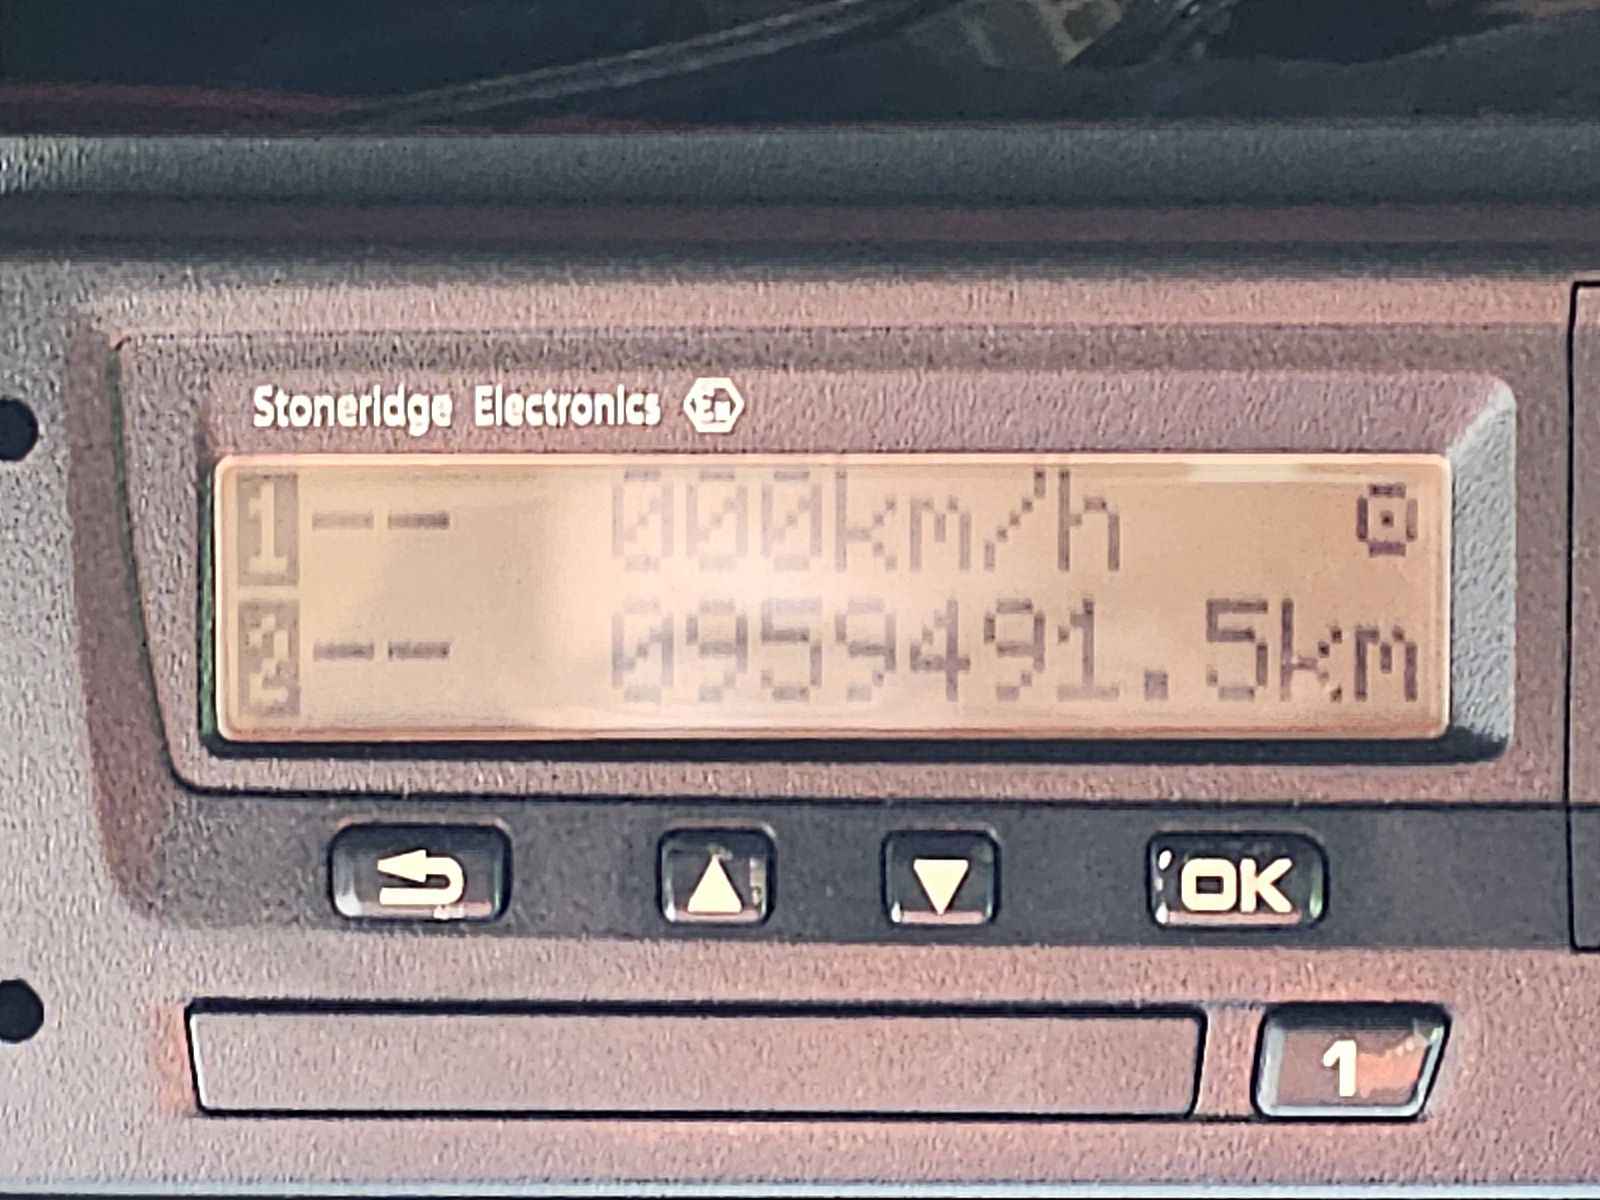 Stoneridge Electronics
1 -- 000km/h
2 -- 0959491.5km
OK
1